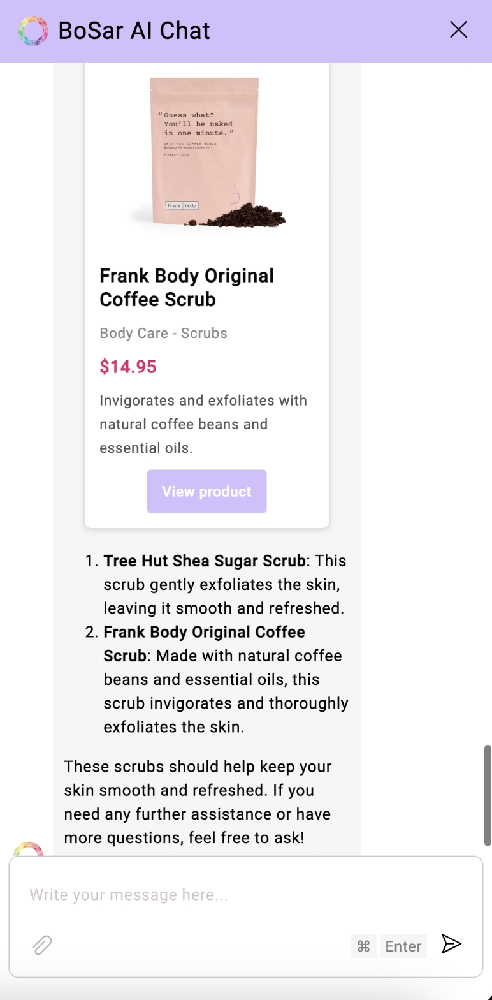 BoSar AI Chat
“Guess what?
You’ll be naked
in one minute.”
ORIGINAL COFFEE SCRUB
Exfoliator for smooth, glowing skin
frank body
Frank Body Original
Coffee Scrub
Body Care - Scrubs
$14.95
Invigorates and exfoliates with
natural coffee beans and
essential oils.
View product
1. Tree Hut Shea Sugar Scrub: This
scrub gently exfoliates the skin,
leaving it smooth and refreshed.
2. Frank Body Original Coffee
Scrub: Made with natural coffee
beans and essential oils, this
scrub invigorates and thoroughly
exfoliates the skin.
These scrubs should help keep your
skin smooth and refreshed. If you
need any further assistance or have
more questions, feel free to ask!
Write your message here...
⌘ Enter